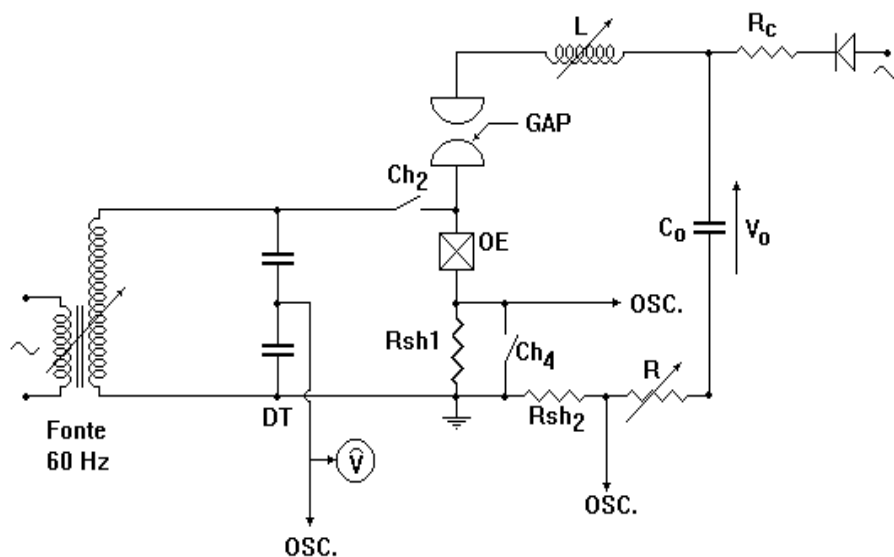 L
Rc
GAP
Ch2
OE
Co
Vo
OSC.
Rsh1
Ch4
R
Rsh2
DT
Fonte
60 Hz
V
OSC.
OSC.